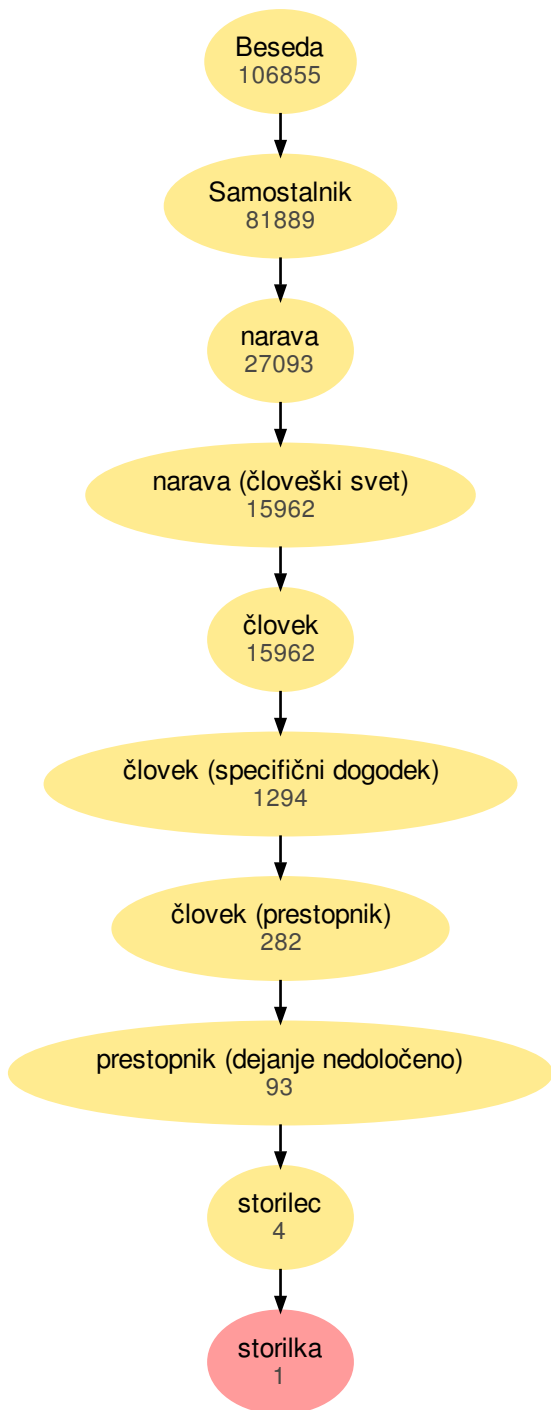 Beseda
106855
Samostalnik
81889
narava
27093
narava (človeški svet)
15962
človek
15962
človek (specifični dogodek)
1294
človek (prestopnik)
282
prestopnik (dejanje nedoločeno)
93
storilec
4
storilka
1